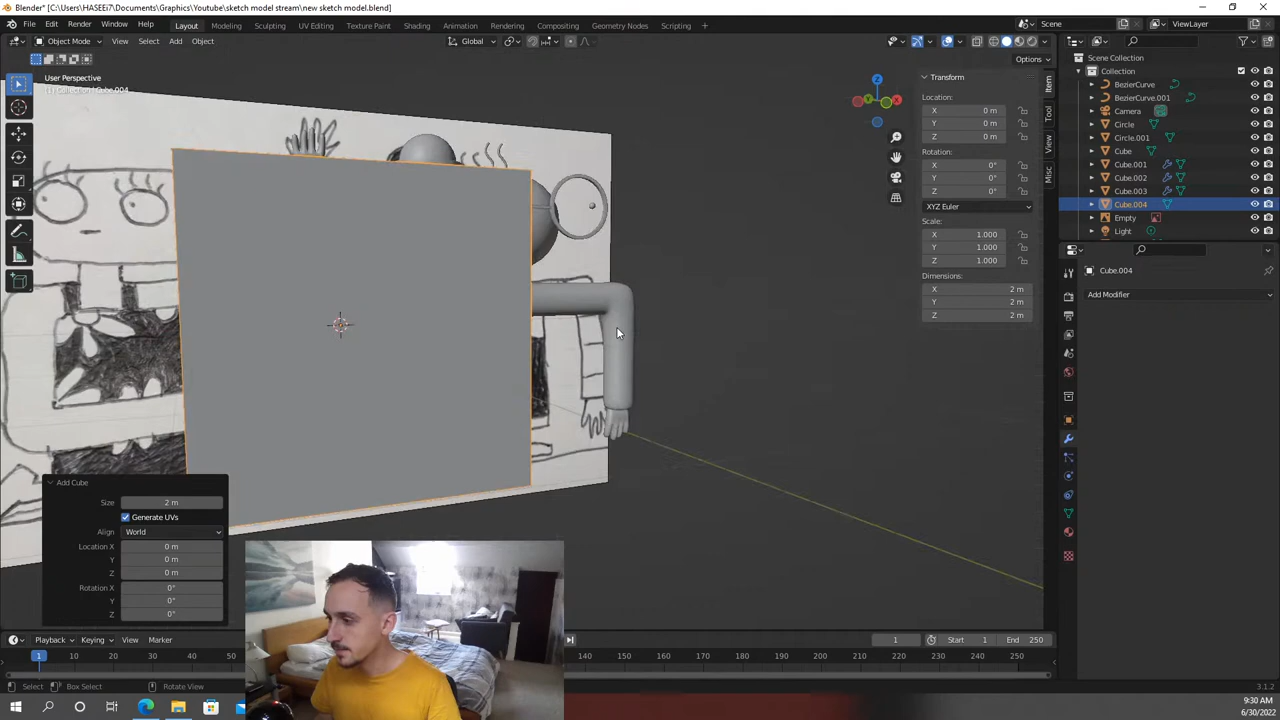 Blender* [C:\Users\HASEEi7\Documents\Graphics\Youtube\sketch model stream\new sketch model.blend]
File Edit Render Window Help Layout Modeling Sculpting UV Editing Texture Paint Shading Animation Rendering Compositing Geometry Nodes Scripting + Scene ViewLayer
Object Mode View Select Add Object Global
Options
User Perspective
(1) Collection | Cube.004
Transform
Location:
X 0 m
Y 0 m
Z 0 m
Rotation:
X 0°
Y 0°
Z 0°
XYZ Euler
Scale:
X 1.000
Y 1.000
Z 1.000
Dimensions:
X 2 m
Y 2 m
Z 2 m
Item
Tool
View
Misc
Z
X
Y
Scene Collection
Collection
BezierCurve
BezierCurve.001
Camera
Circle
Circle.001
Cube
Cube.001
Cube.002
Cube.003
Cube.004
Empty
Light
Cube.004
Add Modifier
Add Cube
Size 2 m
Generate UVs
Align World
Location X 0 m
Y 0 m
Z 0 m
Rotation X 0°
Y 0°
Z 0°
Playback Keying View Marker 1 Start 1 End 250
1 50 140 150 160 170 180 190 200 210 220 230 240 250
Select Box Select Rotate View 3.1.2
9:30 AM
6/30/2022